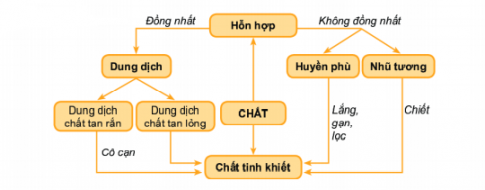 Đồng nhất
Hỗn hợp
Không đồng nhất
Dung dịch
Huyền phù
Nhũ tương
Dung dịch
chất tan rắn
Dung dịch
chất tan lỏng
CHẤT
Lắng,
gạn,
lọc
Chiết
Cô cạn
Chất tinh khiết